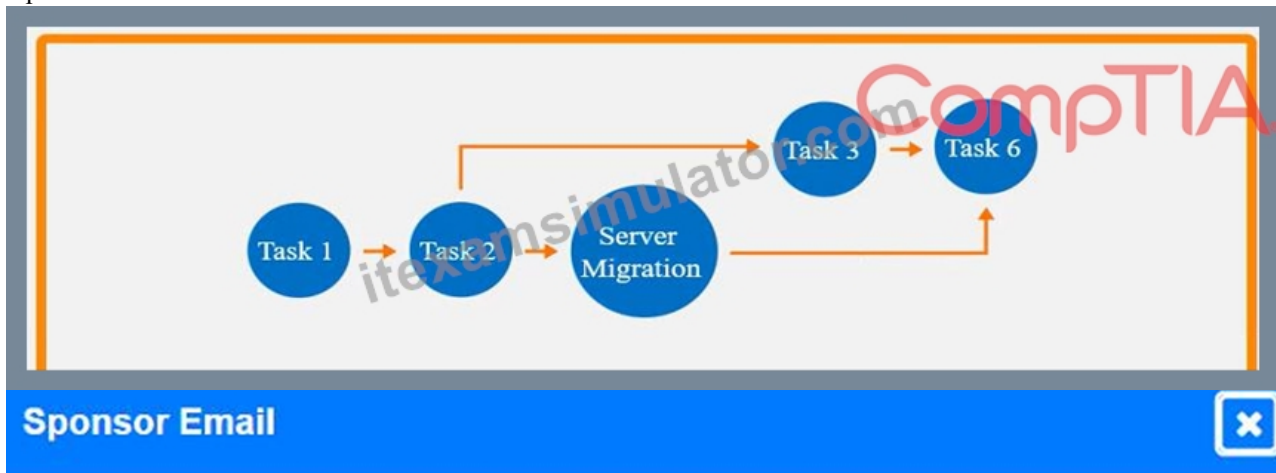 CompTIA
Task 3
Task 6
Task 1
Task 2
Server
Migration
itexamsimulator.com
Sponsor Email